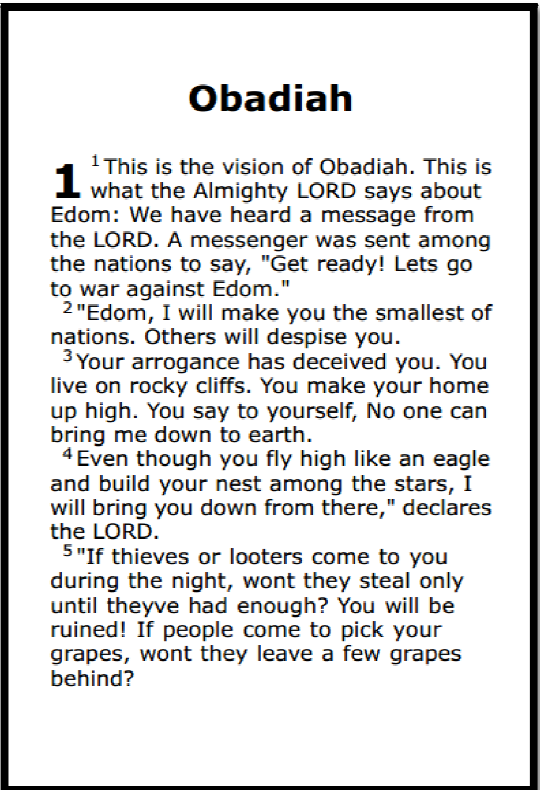 Obadiah
1 1 This is the vision of Obadiah. This is
what the Almighty LORD says about
Edom: We have heard a message from
the LORD. A messenger was sent among
the nations to say, "Get ready! Lets go
to war against Edom."
2 "Edom, I will make you the smallest of
nations. Others will despise you.
3 Your arrogance has deceived you. You
live on rocky cliffs. You make your home
up high. You say to yourself, No one can
bring me down to earth.
4 Even though you fly high like an eagle
and build your nest among the stars, I
will bring you down from there," declares
the LORD.
5 "If thieves or looters come to you
during the night, wont they steal only
until theyve had enough? You will be
ruined! If people come to pick your
grapes, wont they leave a few grapes
behind?